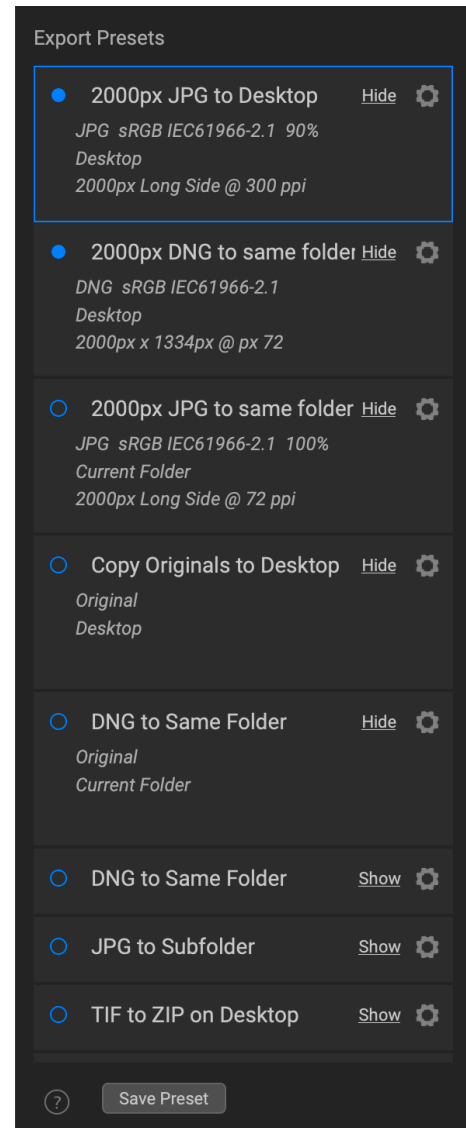 Export Presets
2000px JPG to Desktop Hide
JPG sRGB IEC61966-2.1 90%
Desktop
2000px Long Side @ 300 ppi
2000px DNG to same folder Hide
DNG sRGB IEC61966-2.1
Desktop
2000px x 1334px @ px 72
2000px JPG to same folder Hide
JPG sRGB IEC61966-2.1 100%
Current Folder
2000px Long Side @ 72 ppi
Copy Originals to Desktop Hide
Original
Desktop
DNG to Same Folder Hide
Original
Current Folder
DNG to Same Folder Show
JPG to Subfolder Show
TIF to ZIP on Desktop Show
? Save Preset